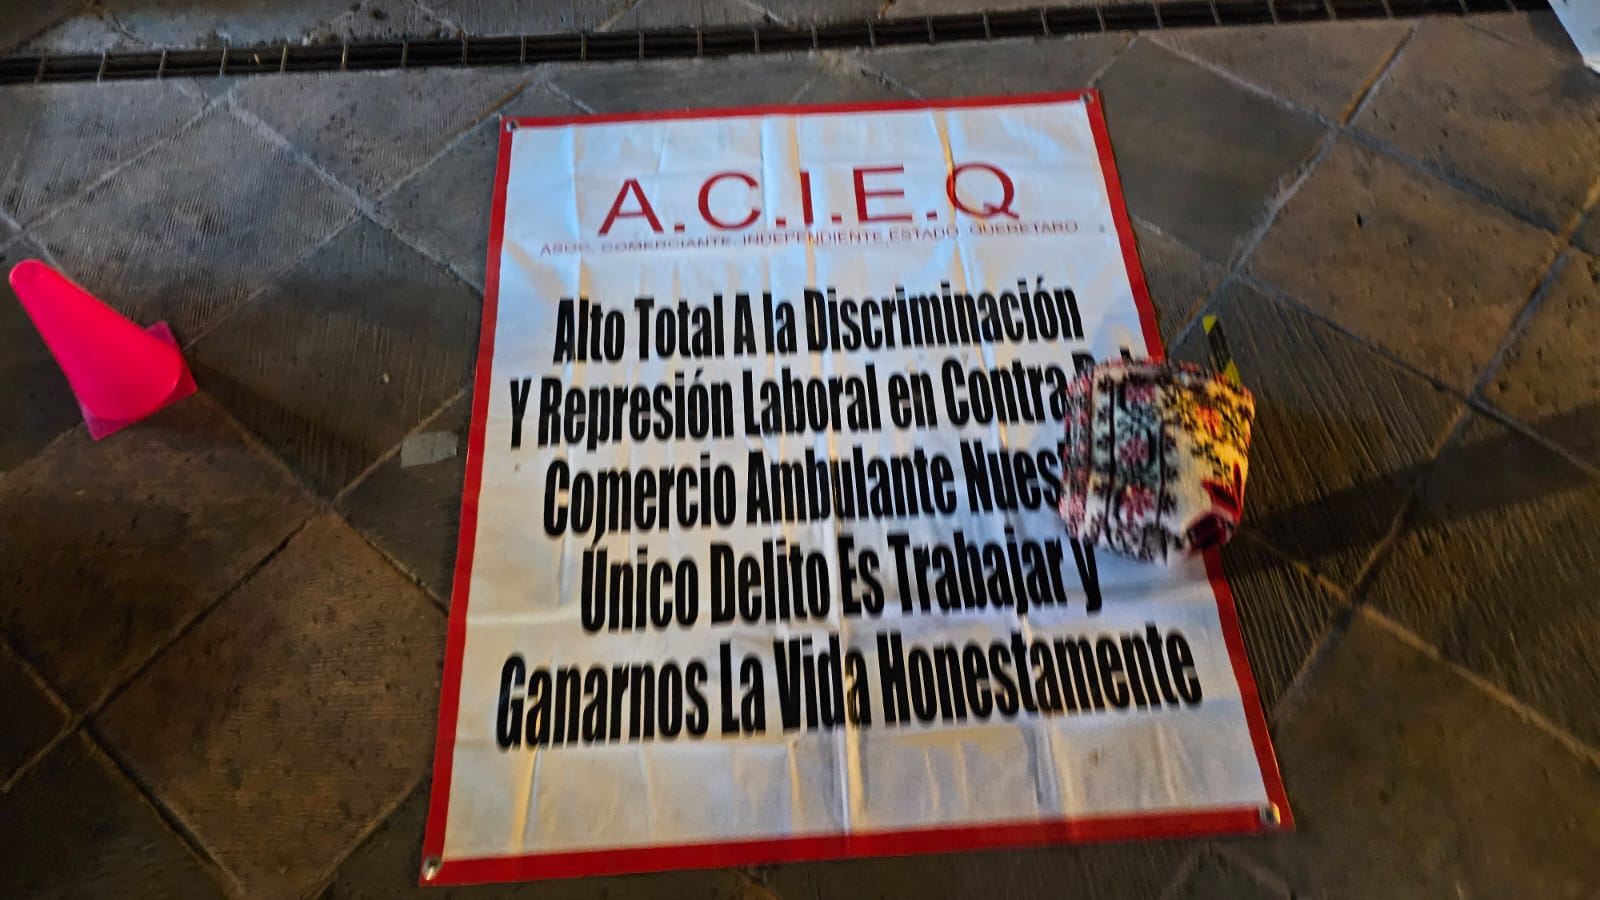 A.C.I.E.Q
ASOC. COMERCIANTE. INDEPENDIENTE,ESTADO QUERETARO
Alto Total A la Discriminación
Y Represión Laboral en Contra
Comercio Ambulante
Único Delito Es Trabajar y
Ganarnos La Vida Honestamente